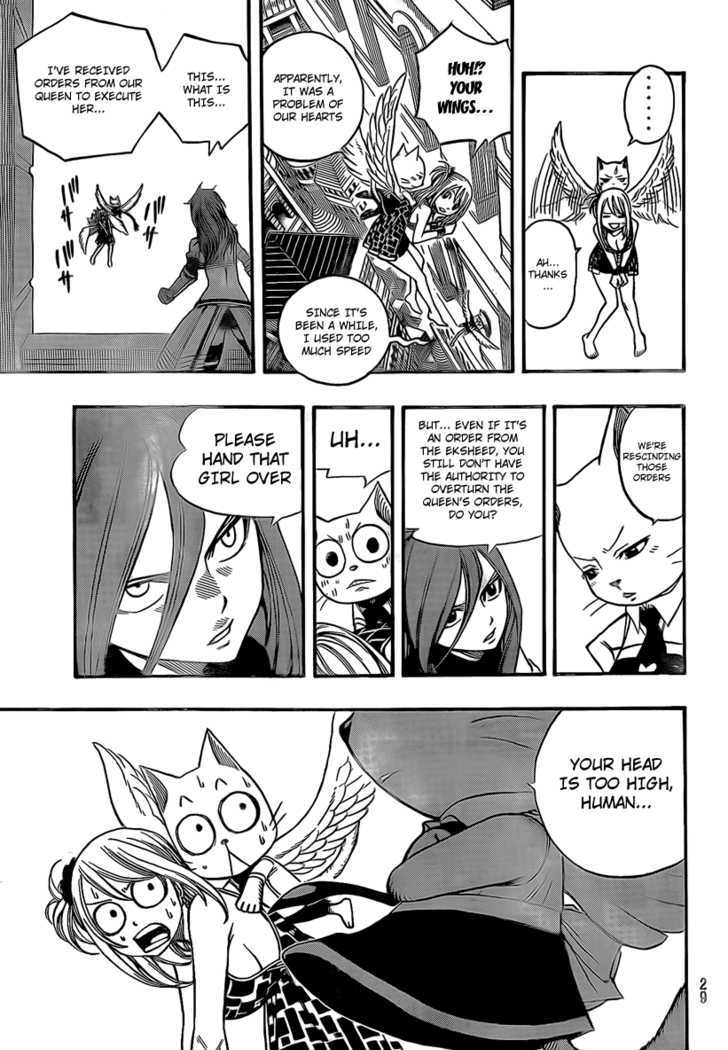 .....
AH...
THANKS
...
HUH!?
YOUR
WINGS...
APPARENTLY,
IT WAS A
PROBLEM OF
OUR HEARTS
SINCE IT'S
BEEN A WHILE,
I USED TOO
MUCH SPEED
THIS...
WHAT IS
THIS...
I'VE RECEIVED
ORDERS FROM OUR
QUEEN TO EXECUTE
HER...
WE'RE
RESCINDING
THOSE
ORDERS
BUT... EVEN IF IT'S
AN ORDER FROM
THE EKSHEED, YOU
STILL DON'T HAVE
THE AUTHORITY TO
OVERTURN THE
QUEEN'S ORDERS,
DO YOU?
UH...
PLEASE
HAND THAT
GIRL OVER
YOUR HEAD
IS TOO HIGH,
HUMAN...
29